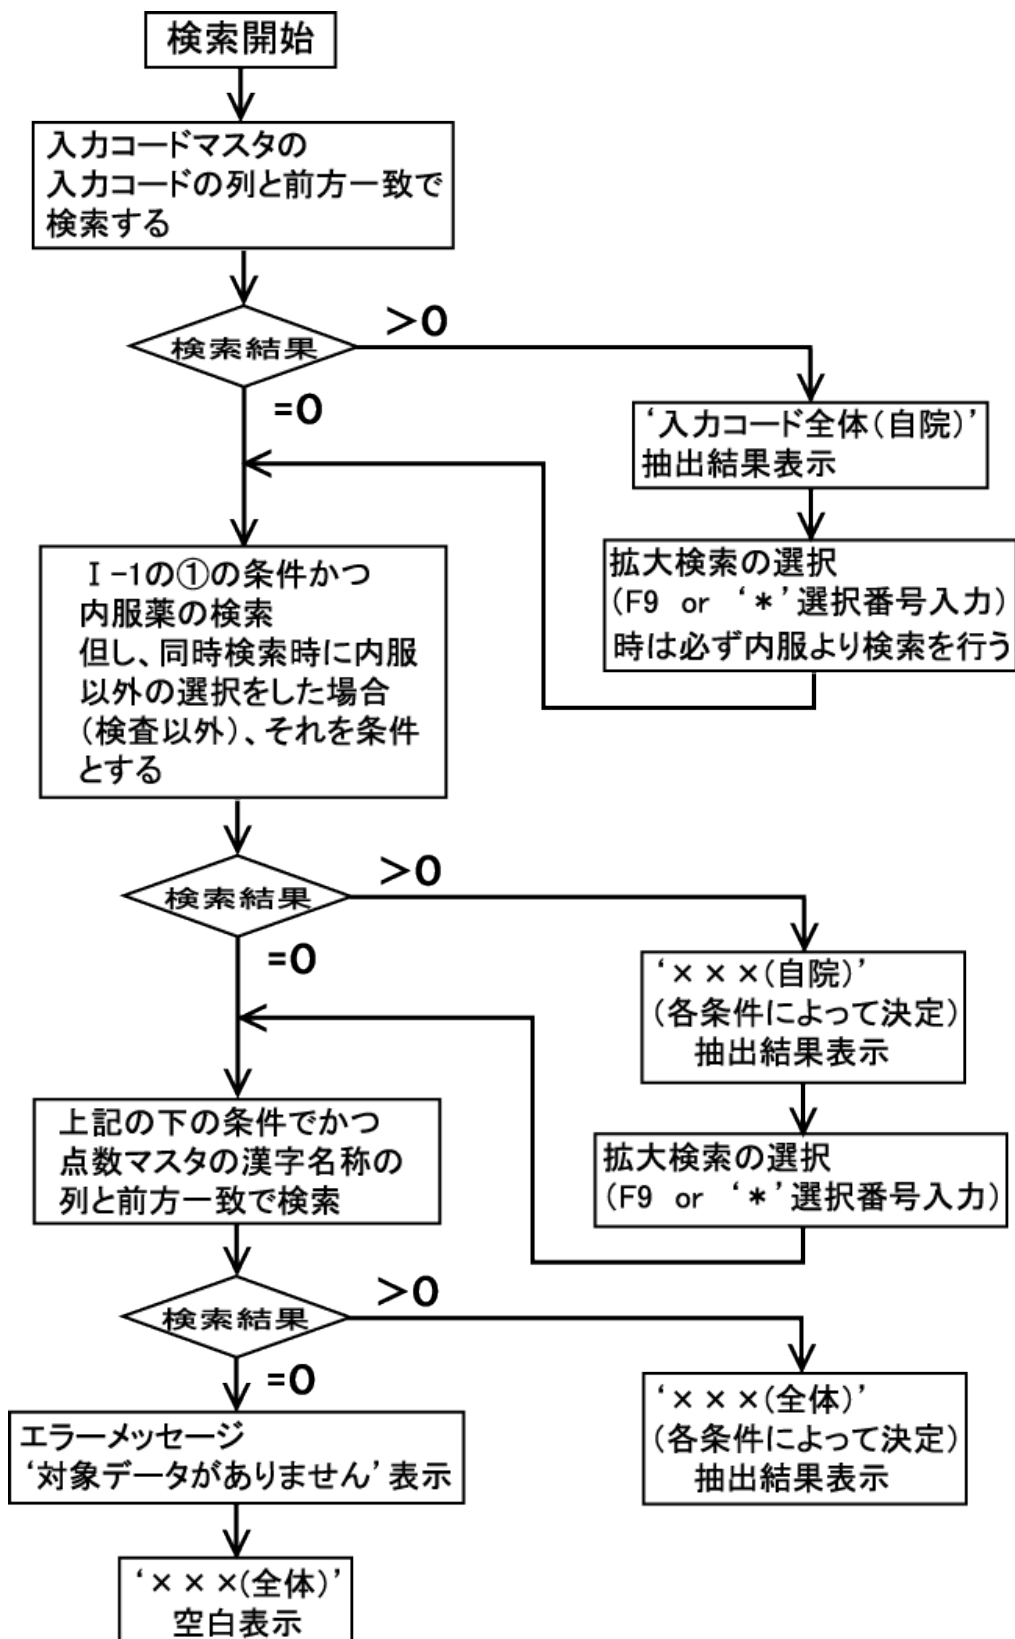 検索開始
入力コードマスタの
入力コードの列と前方一致で
検索する
検索結果
＞0
=0
‘入力コード全体（自院）’
抽出結果表示
拡大検索の選択
（F9 or ‘＊’選択番号入力）
時は必ず内服より検索を行う
Ⅰ-1の①の条件かつ
内服薬の検索
但し、同時検索時に内服
以外の選択をした場合
（検査以外）、それを条件
とする
検索結果
＞0
=0
‘×××（自院）’
（各条件によって決定）
抽出結果表示
拡大検索の選択
（F9 or ‘＊’選択番号入力）
上記の下の条件でかつ
点数マスタの漢字名称の
列と前方一致で検索
検索結果
＞0
=0
‘×××（全体）’
（各条件によって決定）
抽出結果表示
エラーメッセージ
‘対象データがありません’表示
‘×××（全体）’
空白表示